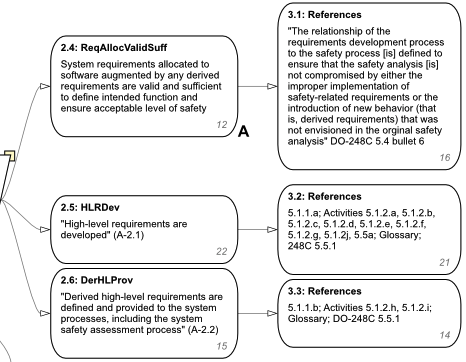 2.4: ReqAllocValidSuff
System requirements allocated to
software augmented by any derived
requirements are valid and sufficient
to define intended function and
ensure acceptable level of safety
12
A
3.1: References
"The relationship of the
requirements development process
to the safety process [is] defined to
ensure that the safety analysis [is]
not compromised by either the
improper implementation of
safety-related requirements or the
introduction of new behavior (that
is, derived requirements) that was
not envisioned in the orginal safety
analysis" DO-248C 5.4 bullet 6
16
2.5: HLRDev
"High-level requirements are
developed" (A-2.1)
22
3.2: References
5.1.1.a; Activities 5.1.2.a, 5.1.2.b,
5.1.2.c, 5.1.2.d, 5.1.2.e, 5.1.2.f,
5.1.2.g, 5.1.2j, 5.5a; Glossary;
248C 5.5.1
21
2.6: DerHLProv
"Derived high-level requirements are
defined and provided to the system
processes, including the system
safety assessment process" (A-2.2)
15
3.3: References
5.1.1.b; Activities 5.1.2.h, 5.1.2.i;
Glossary; DO-248C 5.5.1
14